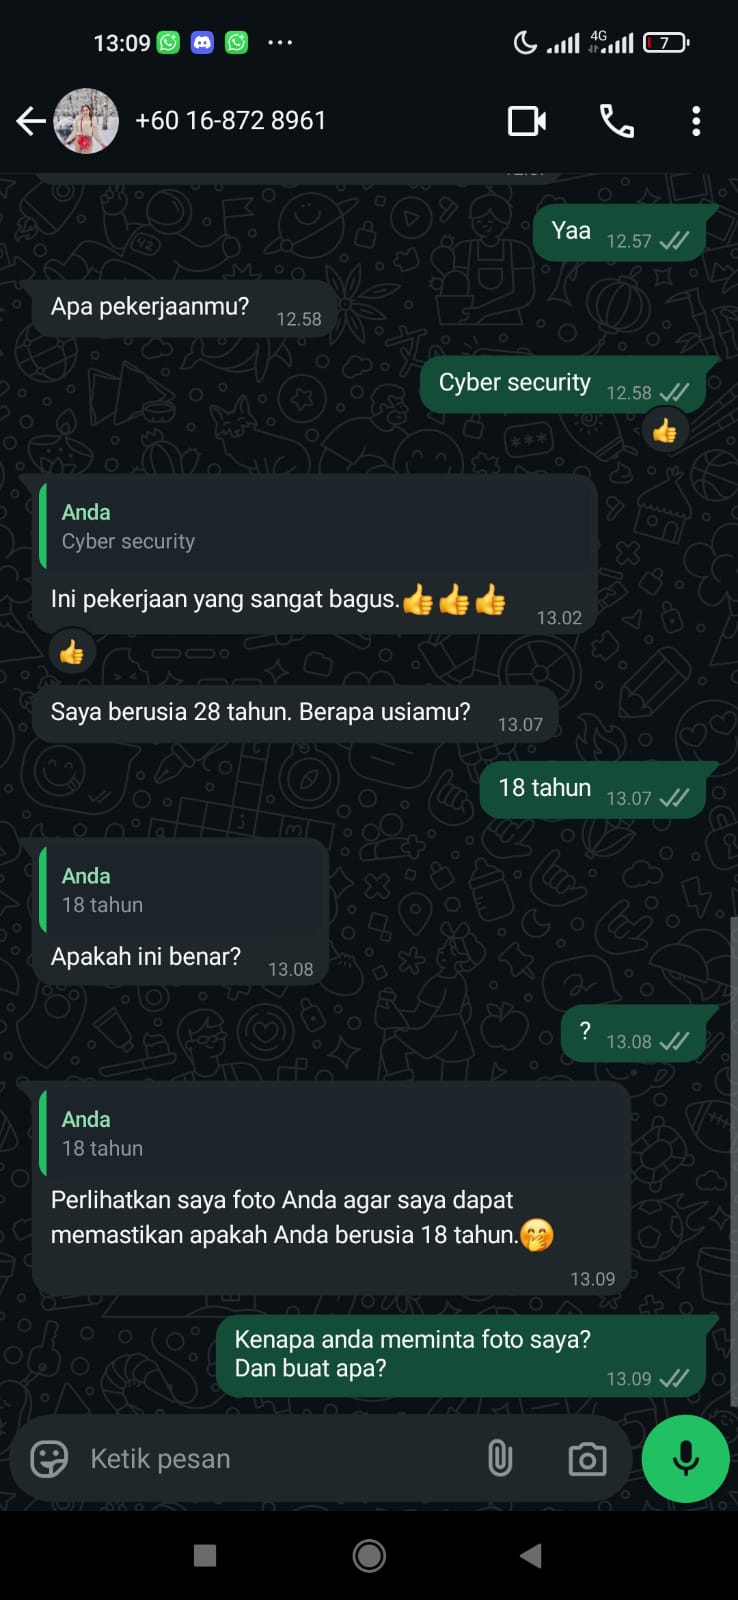 13:09
4G
7
+60 16-872 8961
Yaa
12.57
Apa pekerjaanmu?
12.58
Cyber security
12.58
Anda
Cyber security
Ini pekerjaan yang sangat bagus.👍👍👍
13.02
Saya berusia 28 tahun. Berapa usiamu?
13.07
18 tahun
13.07
Anda
18 tahun
Apakah ini benar?
13.08
?
13.08
Anda
18 tahun
Perlihatkan saya foto Anda agar saya dapat
memastikan apakah Anda berusia 18 tahun.🤭
13.09
Kenapa anda meminta foto saya?
Dan buat apa?
13.09
Ketik pesan